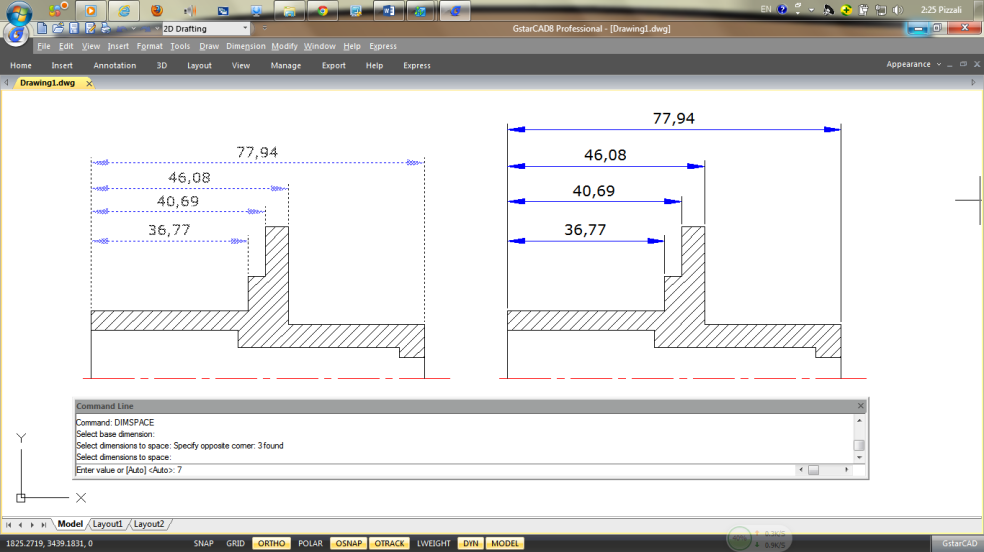 EN
2:25 Pizzali
2D Drafting
GstarCAD8 Professional - [Drawing1.dwg]
File Edit View Insert Format Tools Draw Dimension Modify Window Help Express
Home Insert Annotation 3D Layout View Manage Export Help Express Appearance
Drawing1.dwg
77,94
77,94
46,08
46,08
40,69
40,69
36,77
36,77
Command Line
Command: DIMSPACE
Select base dimension:
Select dimensions to space: Specify opposite corner: 3 found
Select dimensions to space:
Enter value or [Auto] <Auto>: 7
Y
X
Model Layout1 Layout2
1825.2719, 3439.1831, 0 SNAP GRID ORTHO POLAR OSNAP OTRACK LWEIGHT DYN MODEL GstarCAD